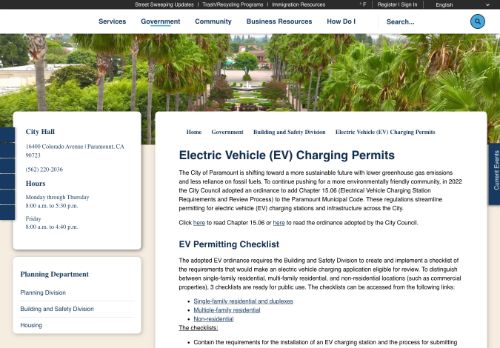 Street Sweeping Updates | Trash/Recycling Programs | Immigration Resources
° F
Register | Sign In
English
Services Government Community Business Resources How Do I
Search...
City Hall
16400 Colorado Avenue | Paramount, CA
90723
(562) 220-2036
Hours
Monday through Thursday
8:00 a.m. to 5:30 p.m.
Friday
8:00 a.m. to 4:40 p.m.
Planning Department
Planning Division
Building and Safety Division
Housing
Home Government Building and Safety Division Electric Vehicle (EV) Charging Permits
Electric Vehicle (EV) Charging Permits
The City of Paramount is shifting toward a more sustainable future with lower greenhouse gas emissions
and less reliance on fossil fuels. To continue pushing for a more environmentally friendly community, in 2022
the City Council adopted an ordinance to add Chapter 15.06 (Electrical Vehicle Charging Station
Requirements and Review Process) to the Paramount Municipal Code. These regulations streamline
permitting for electric vehicle (EV) charging stations and infrastructure across the City.
Click here to read Chapter 15.06 or here to read the ordinance adopted by the City Council.
EV Permitting Checklist
The adopted EV ordinance requires the Building and Safety Division to create and implement a checklist of
the requirements that would make an electric vehicle charging application eligible for review. To distinguish
between single-family residential, multi-family residential, and non-residential locations (such as commercial
properties), 3 checklists are ready for public use. The checklists can be accessed from the following links:
• Single-family residential and duplexes
• Multiple-family residential
• Non-residential
The checklists:
• Contain the requirements for the installation of an EV charging station and the process for submitting
Current Events